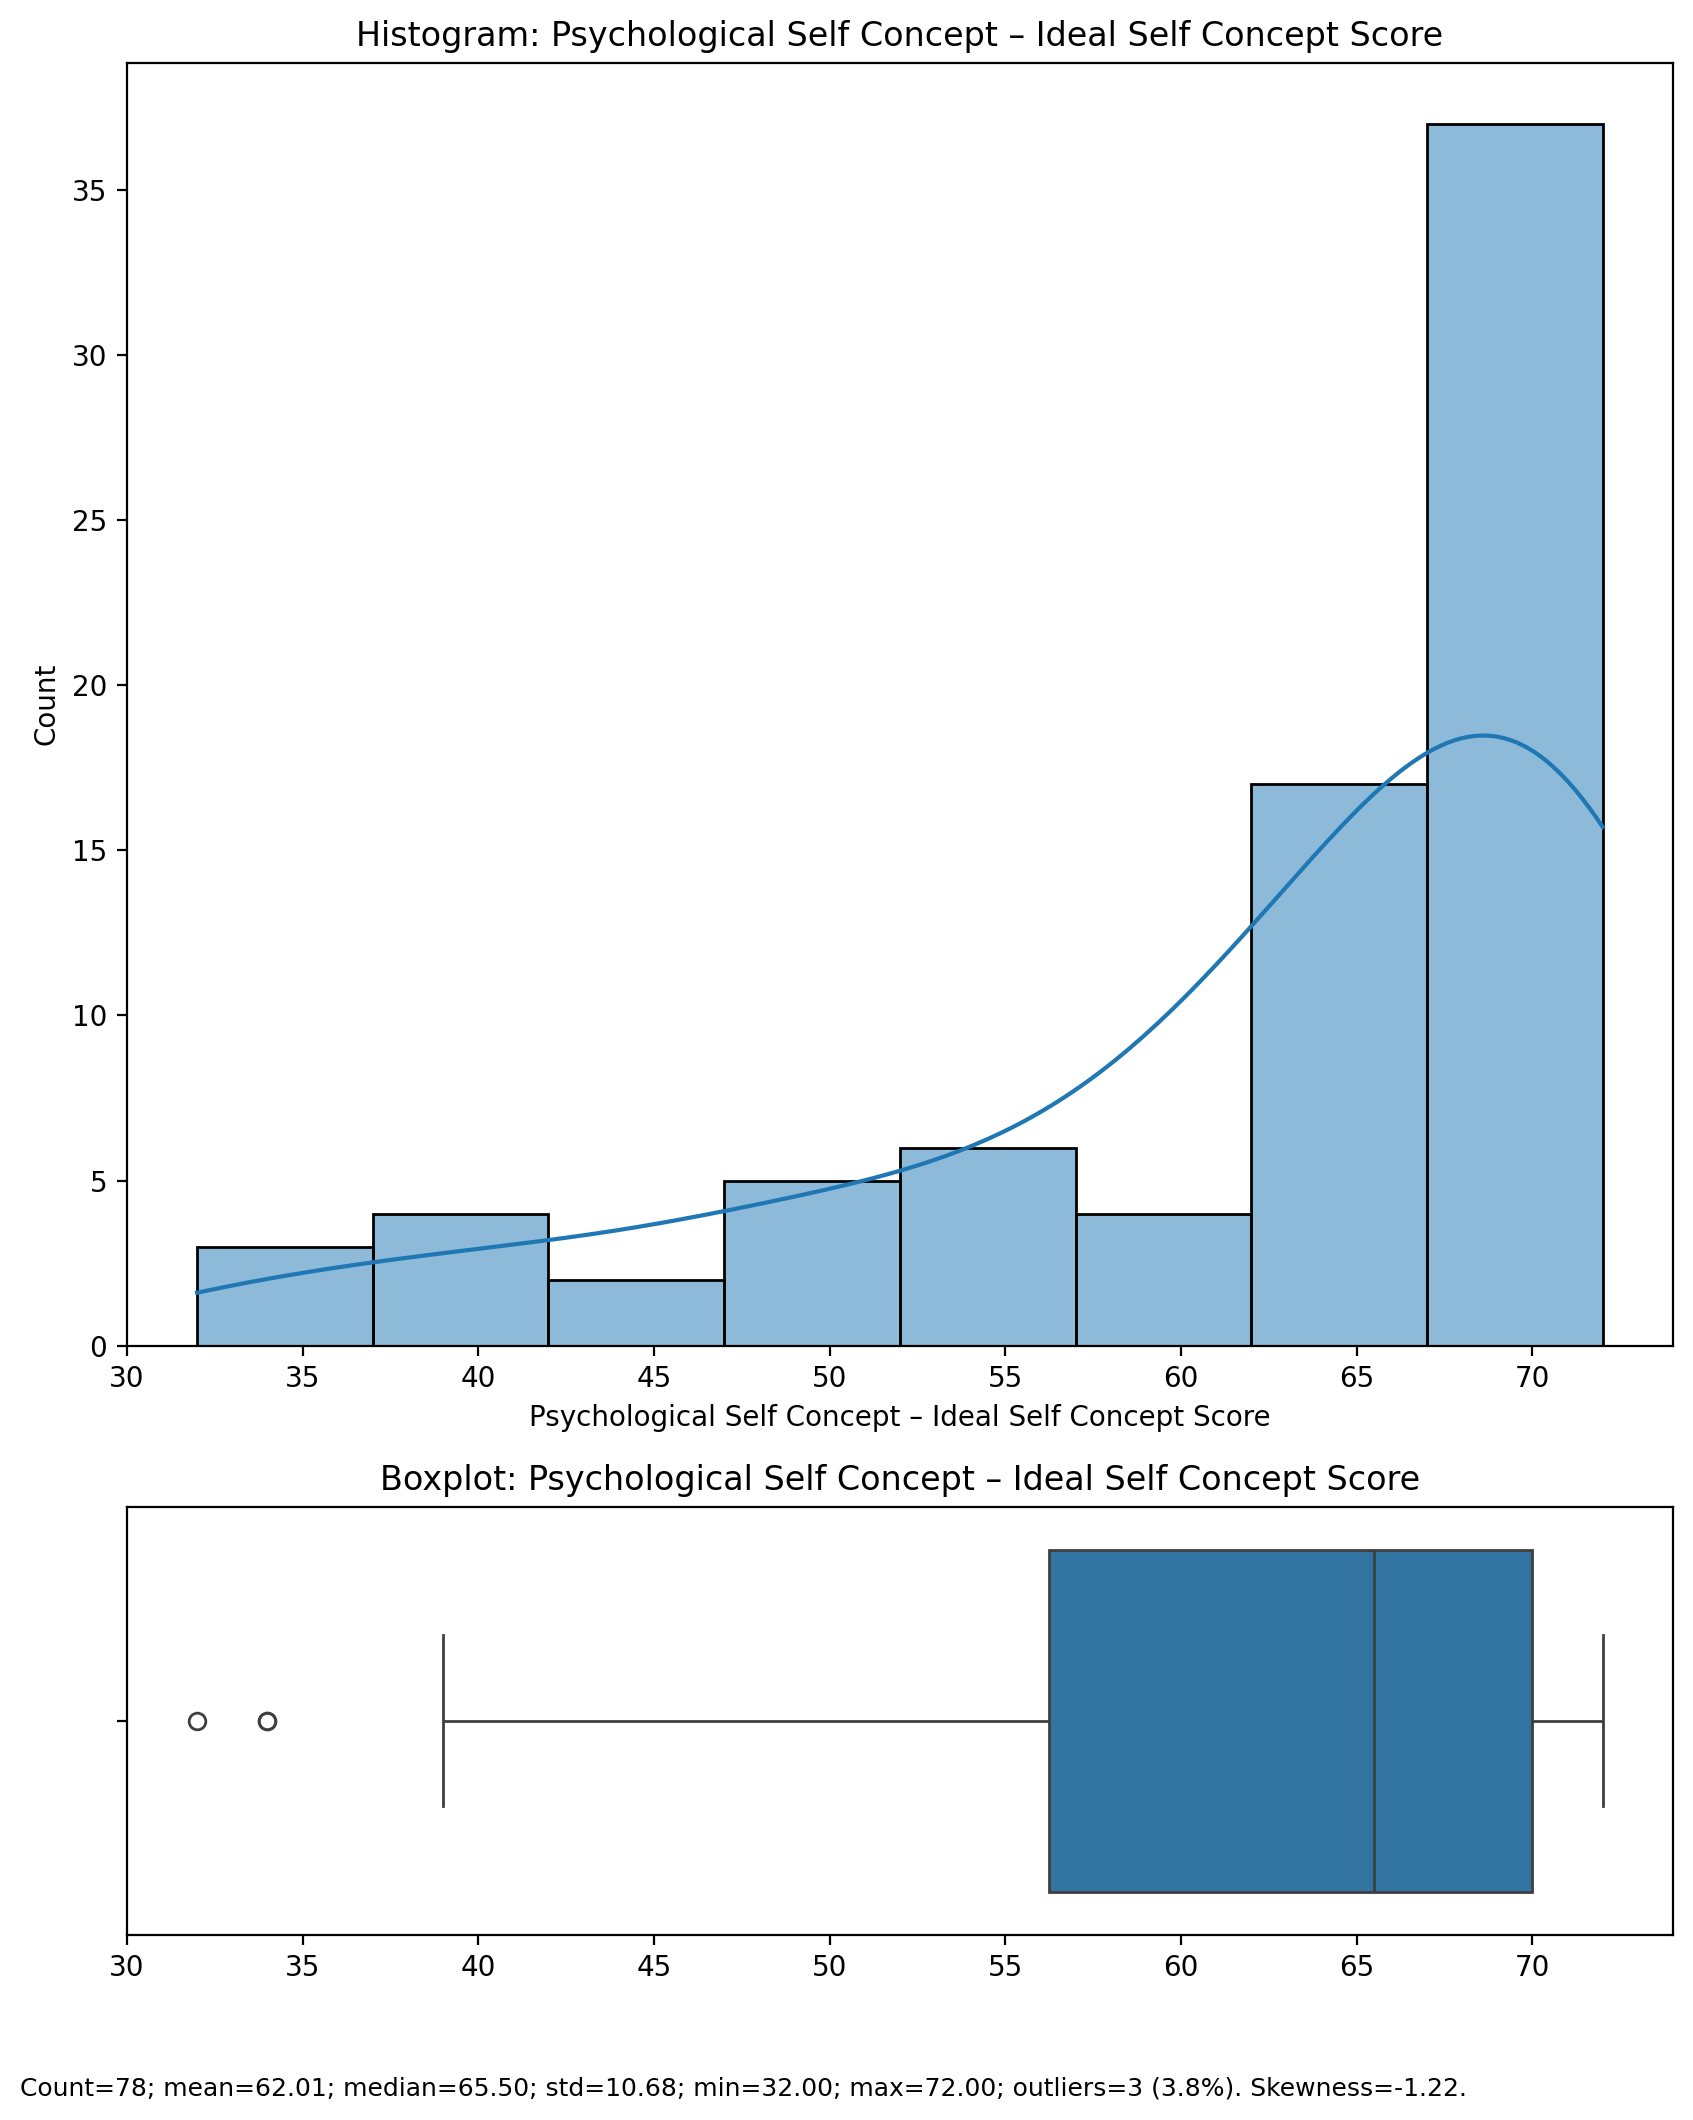 Histogram: Psychological Self Concept – Ideal Self Concept Score
Count
35
30
25
20
15
10
5
0
30 35 40 45 50 55 60 65 70
Psychological Self Concept – Ideal Self Concept Score
Boxplot: Psychological Self Concept – Ideal Self Concept Score
30 35 40 45 50 55 60 65 70
Count=78; mean=62.01; median=65.50; std=10.68; min=32.00; max=72.00; outliers=3 (3.8%). Skewness=-1.22.